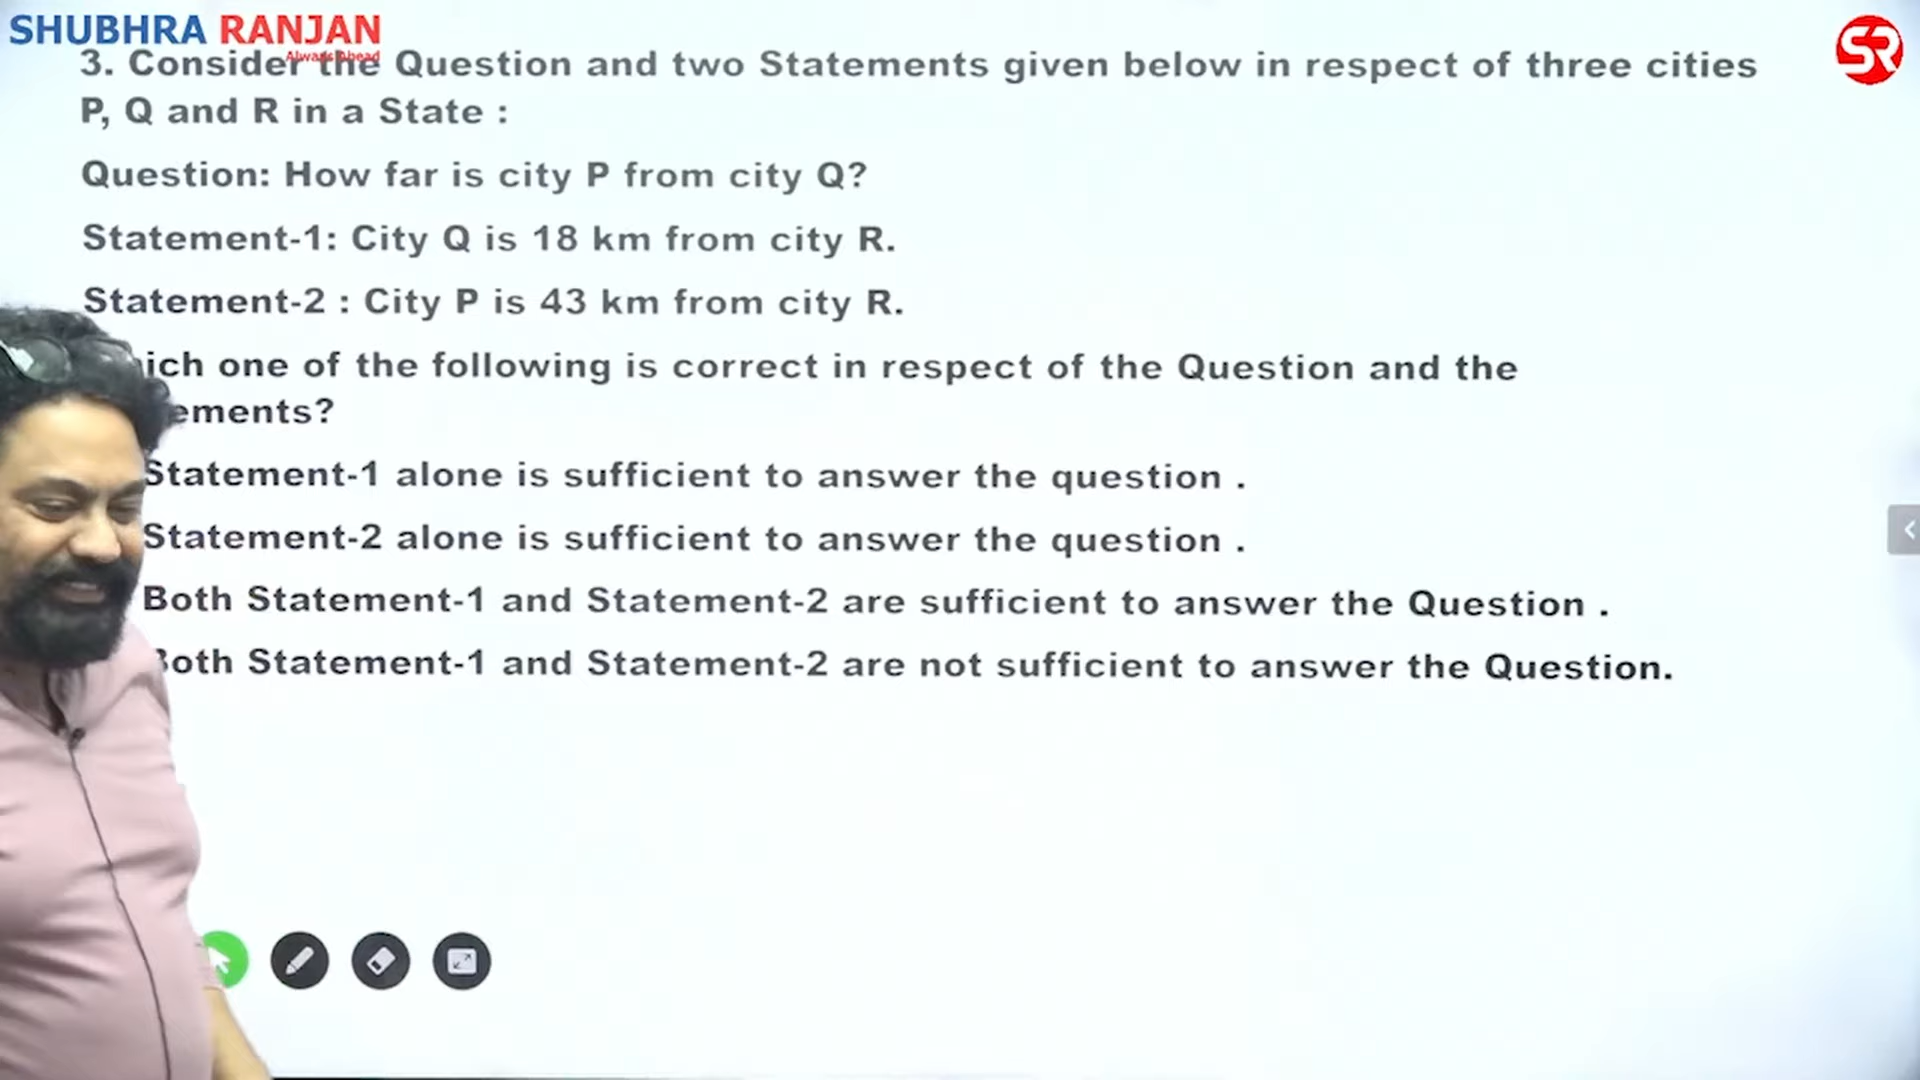 SHUBHRA RANJAN
Always Ahead
SR
3. Consider the Question and two Statements given below in respect of three cities
P, Q and R in a State :
Question: How far is city P from city Q?
Statement-1: City Q is 18 km from city R.
Statement-2 : City P is 43 km from city R.
ich one of the following is correct in respect of the Question and the
ements?
Statement-1 alone is sufficient to answer the question .
Statement-2 alone is sufficient to answer the question .
Both Statement-1 and Statement-2 are sufficient to answer the Question .
Both Statement-1 and Statement-2 are not sufficient to answer the Question.